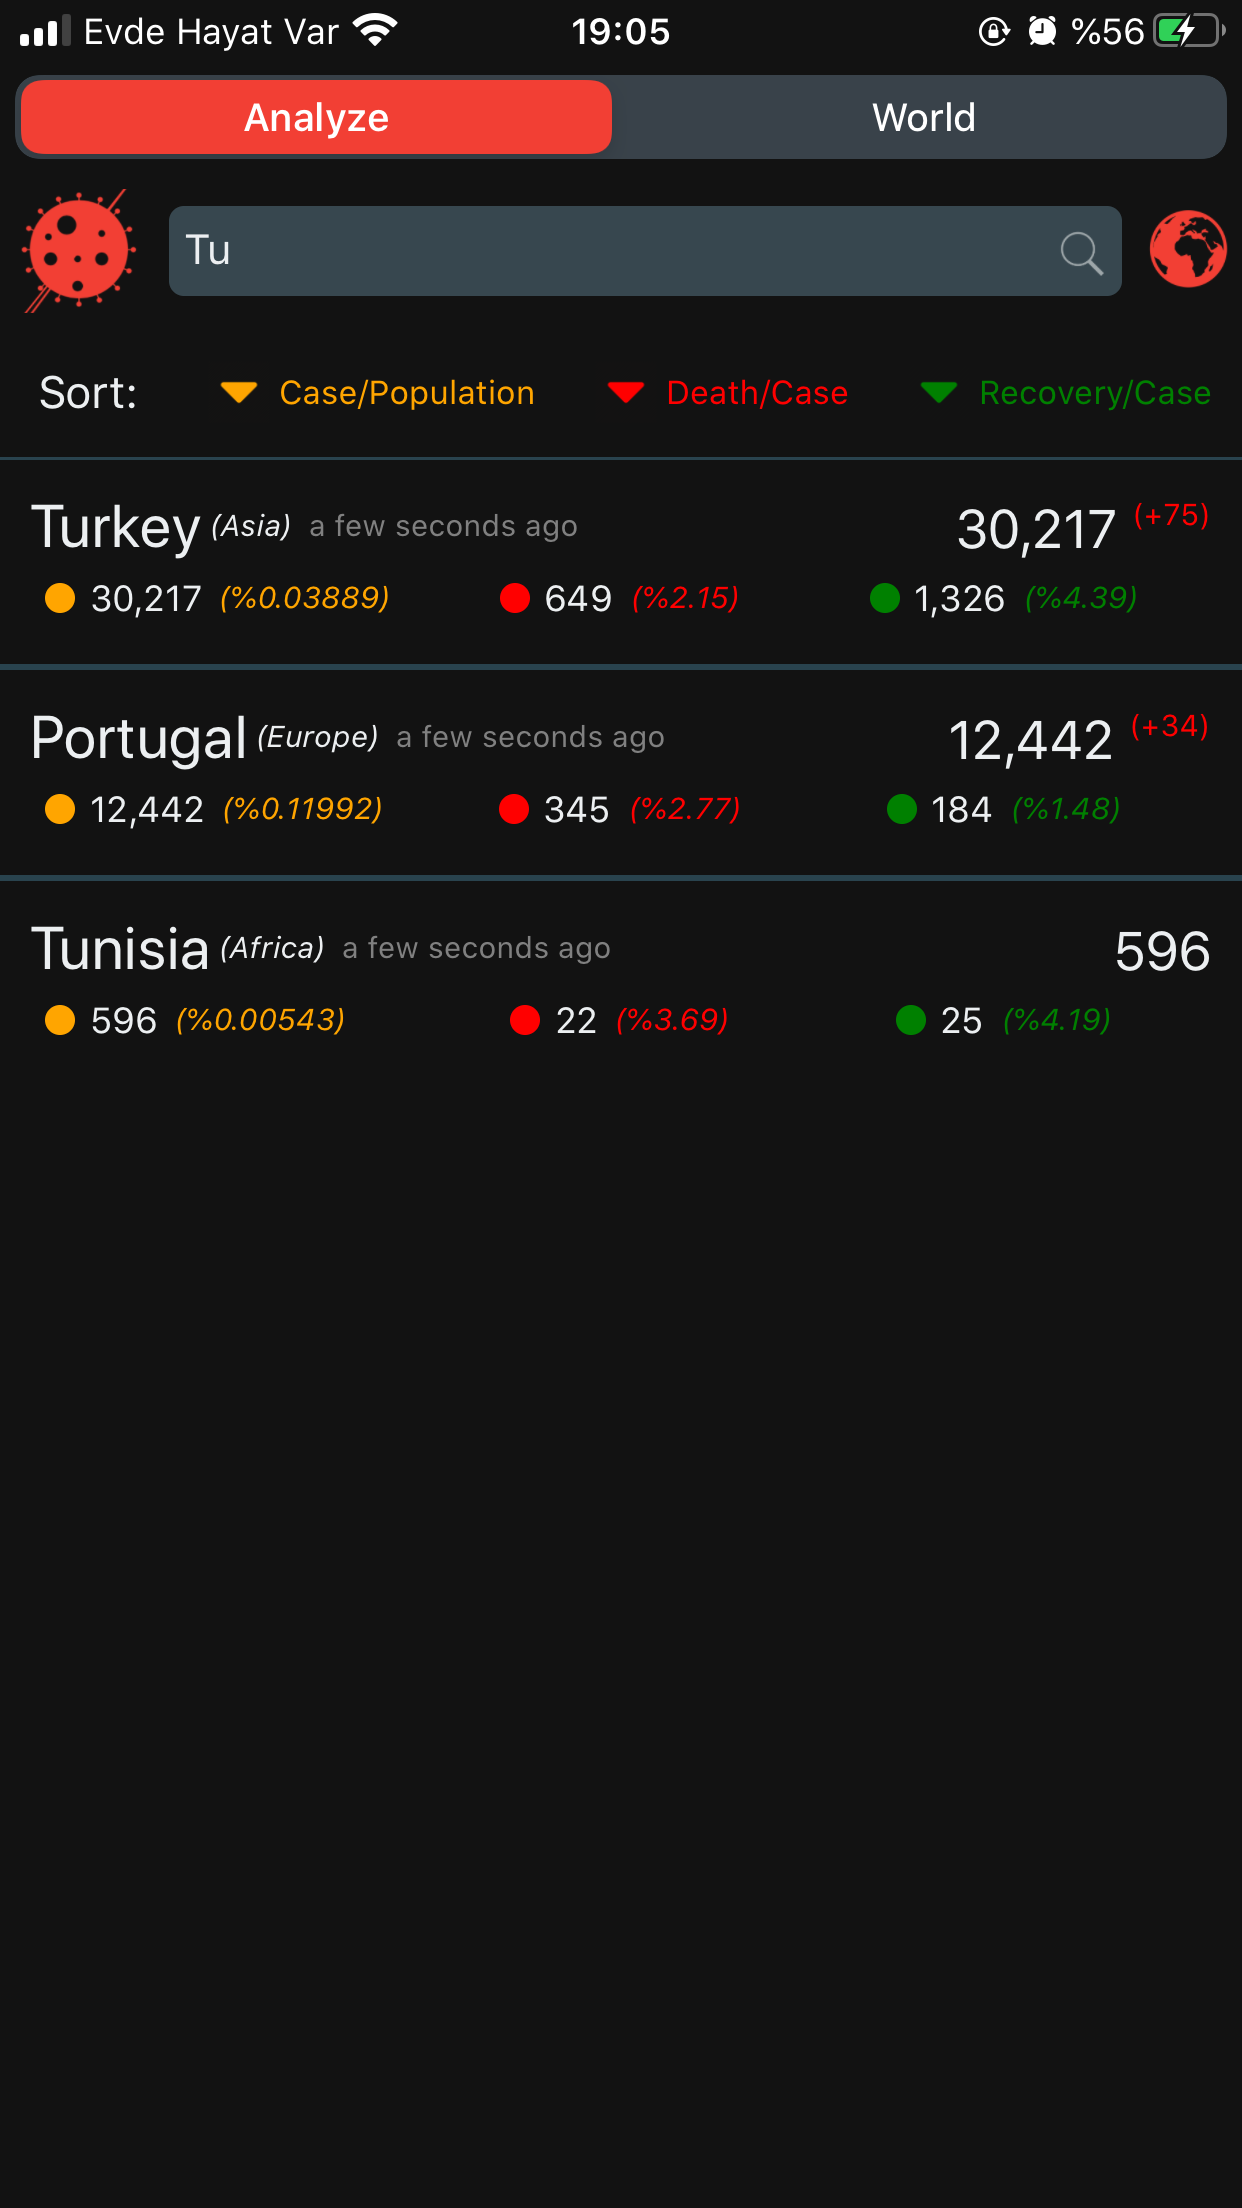 Evde Hayat Var 19:05 %56
Analyze World
Tu
Sort: Case/Population Death/Case Recovery/Case
Turkey (Asia) a few seconds ago 30,217 (+75)
30,217 (%0.03889) 649 (%2.15) 1,326 (%4.39)
Portugal (Europe) a few seconds ago 12,442 (+34)
12,442 (%0.11992) 345 (%2.77) 184 (%1.48)
Tunisia (Africa) a few seconds ago 596
596 (%0.00543) 22 (%3.69) 25 (%4.19)